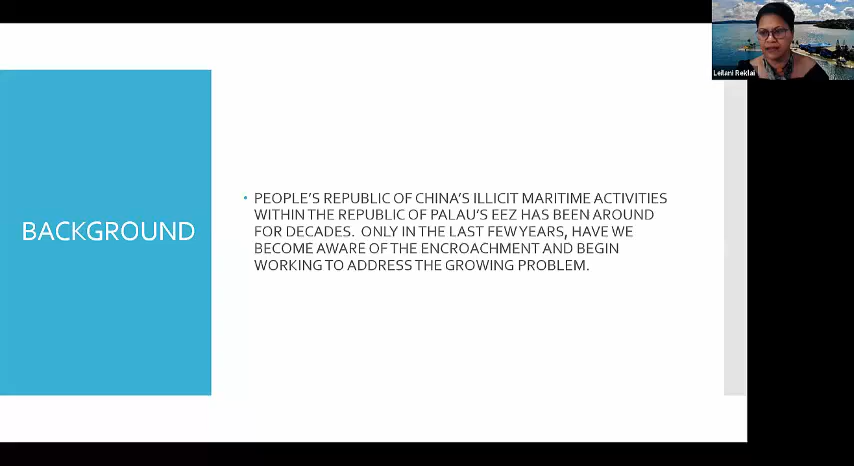 Leilani Reklai
BACKGROUND
• PEOPLE'S REPUBLIC OF CHINA'S ILLICIT MARITIME ACTIVITIES
WITHIN THE REPUBLIC OF PALAU'S EEZ HAS BEEN AROUND
FOR DECADES. ONLY IN THE LAST FEW YEARS, HAVE WE
BECOME AWARE OF THE ENCROACHMENT AND BEGIN
WORKING TO ADDRESS THE GROWING PROBLEM.